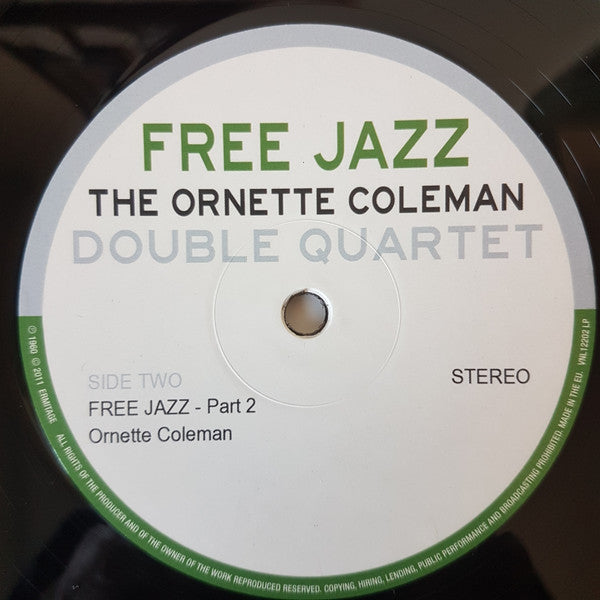 FREE JAZZ
THE ORNETTE COLEMAN
DOUBLE QUARTET
SIDE TWO
STEREO
FREE JAZZ - Part 2
Ornette Coleman
℗ 1960 © 2011 ERMITAGE ALL RIGHTS OF THE PRODUCER AND OF THE OWNER OF THE WORK REPRODUCED RESERVED. COPYING, HIRING, LENDING, PUBLIC PERFORMANCE AND BROADCASTING PROHIBITED. MADE IN THE EU. VNL12202 LP